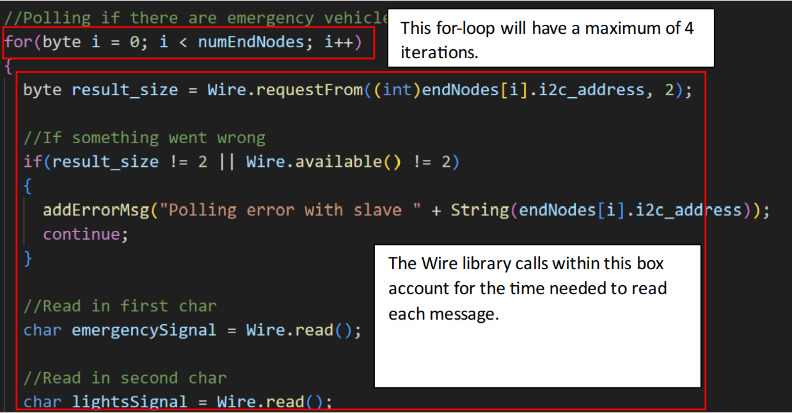 //Polling if there are emergency vehicle
This for-loop will have a maximum of 4
iterations.
for(byte i = 0; i < numEndNodes; i++)
{
byte result_size = Wire.requestFrom((int)endNodes[i].i2c_address, 2);
//If something went wrong
if(result_size != 2 || Wire.available() != 2)
{
addErrorMsg("Polling error with slave " + String(endNodes[i].i2c_address));
continue;
}
The Wire library calls within this box
account for the time needed to read
each message.
//Read in first char
char emergencySignal = Wire.read();
//Read in second char
char lightsSignal = Wire.read();